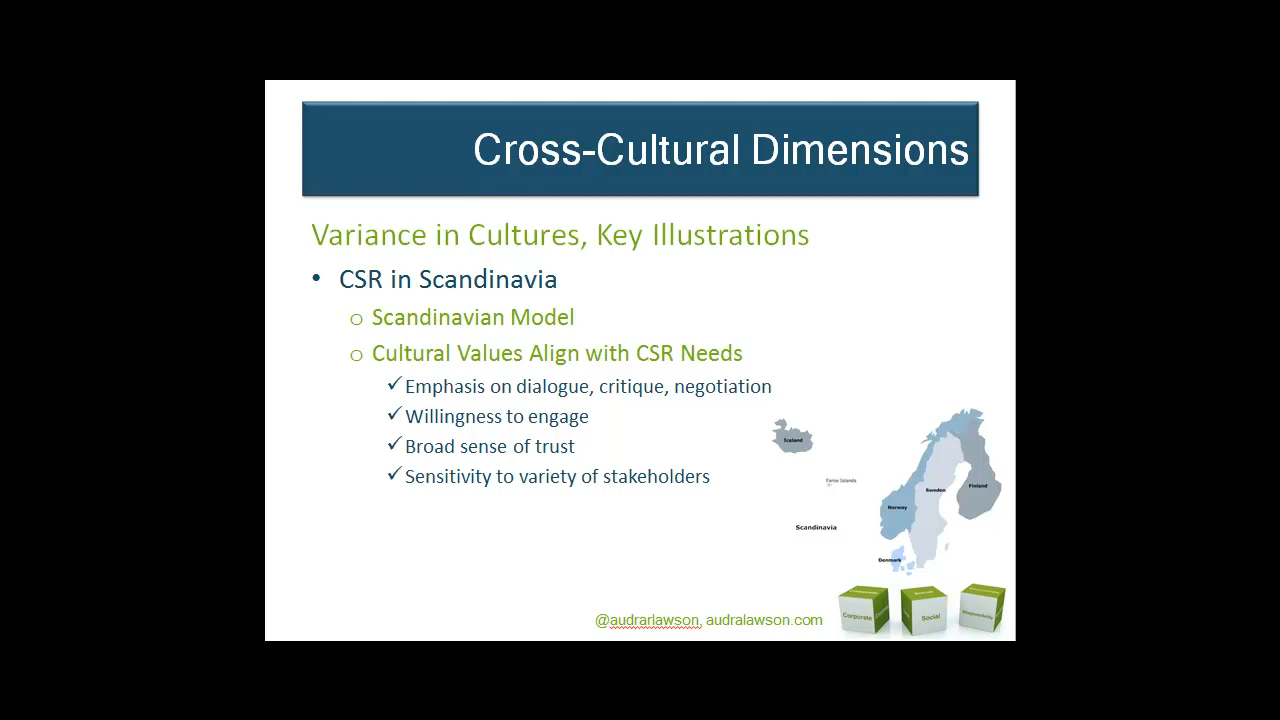 Cross-Cultural Dimensions
Variance in Cultures, Key Illustrations
• CSR in Scandinavia
o Scandinavian Model
o Cultural Values Align with CSR Needs
✓Emphasis on dialogue, critique, negotiation
✓Willingness to engage
✓Broad sense of trust
✓Sensitivity to variety of stakeholders
Iceland
Faroe Islands
Finland
Sweden
Norway
Scandinavia
Denmark
Corporate
Social
Responsibility
@audrarlawson, audralawson.com